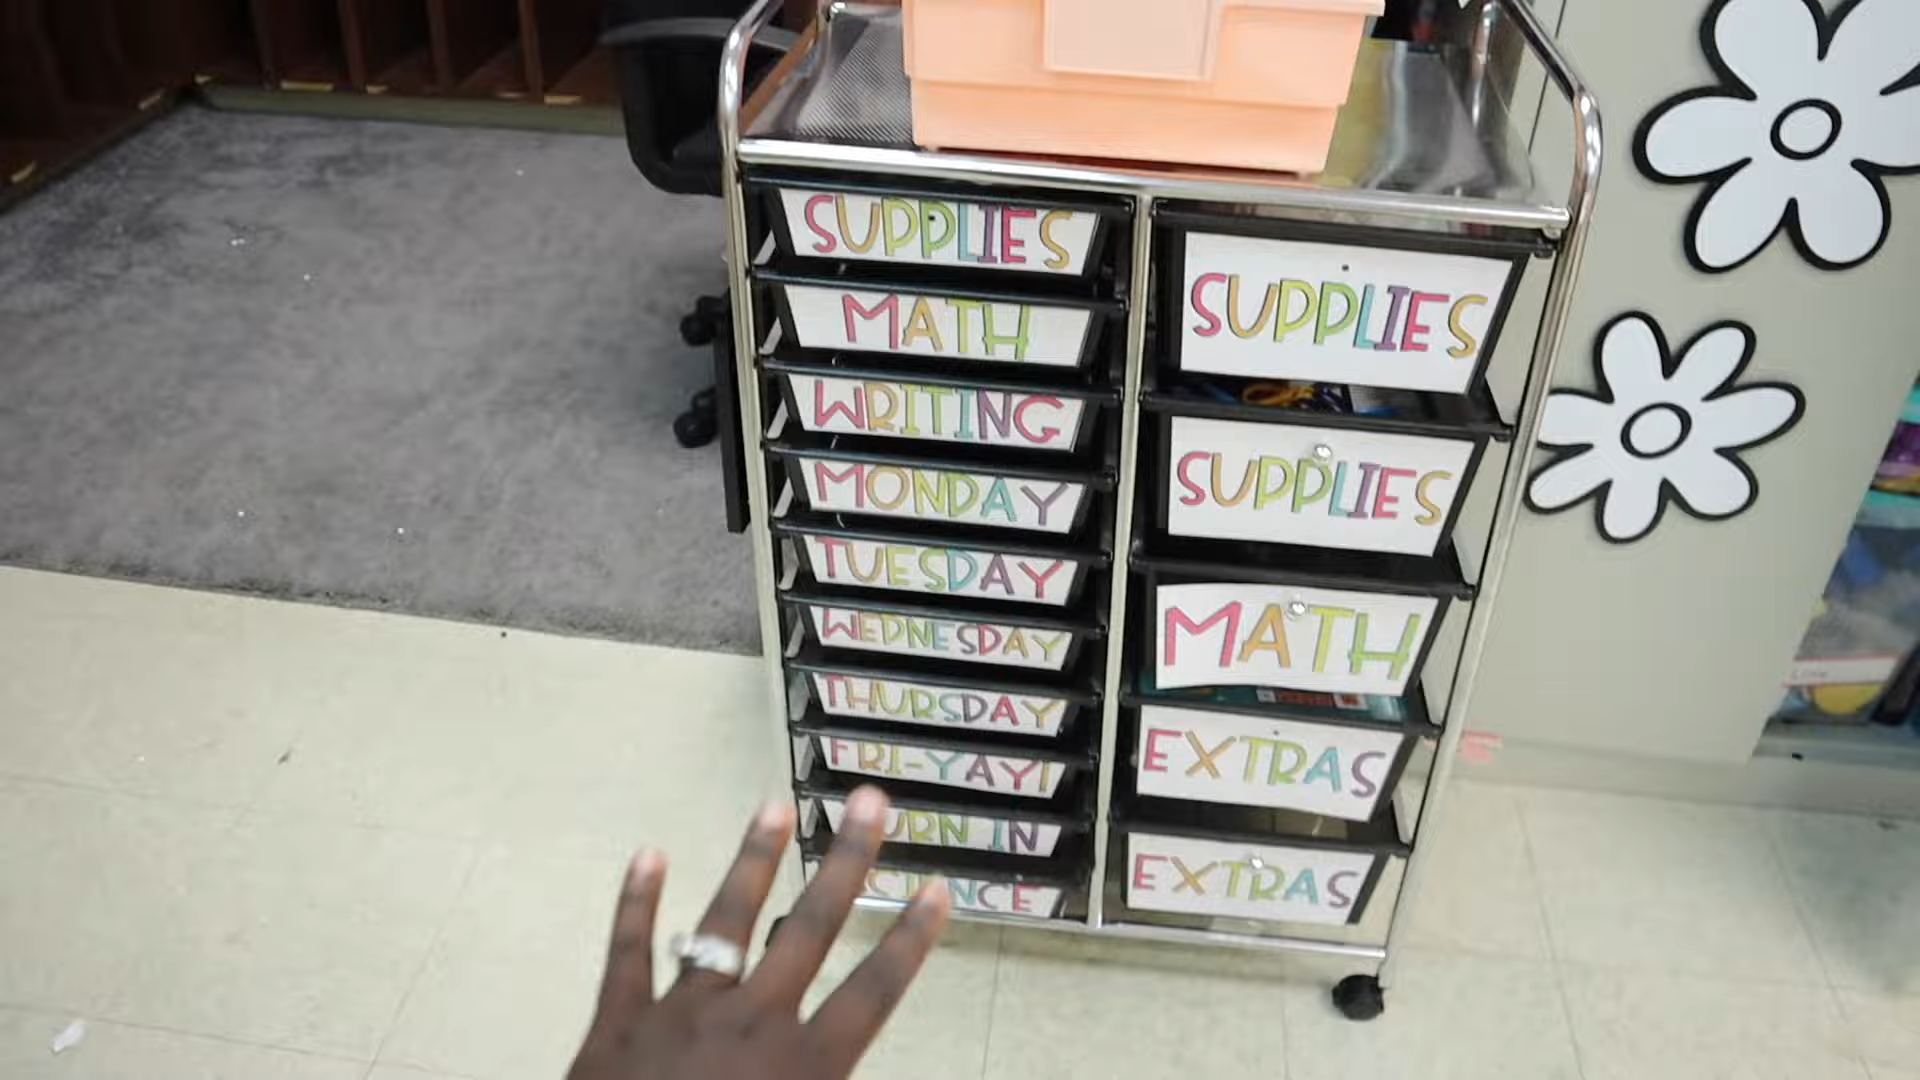 SUPPLIES
MATH
WRITING
MONDAY
TUESDAY
WEDNESDAY
THURSDAY
FRI-YAY!
TURN IN
SCIENCE
SUPPLIES
SUPPLIES
MATH
EXTRAS
EXTRAS